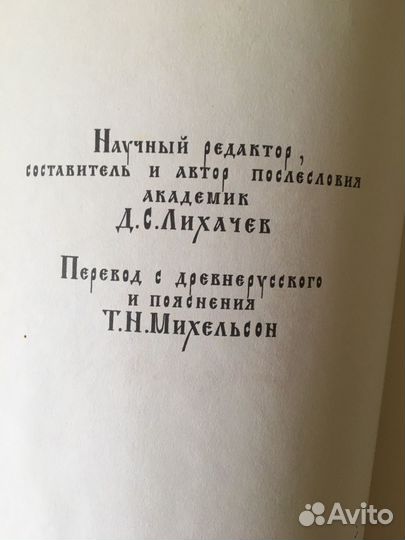 Научный редактор,
составитель и автор послесловия
академик
Д.С.Лихачев
Перевод с древнерусского
и пояснения
Т.Н.Михельсон
Avito